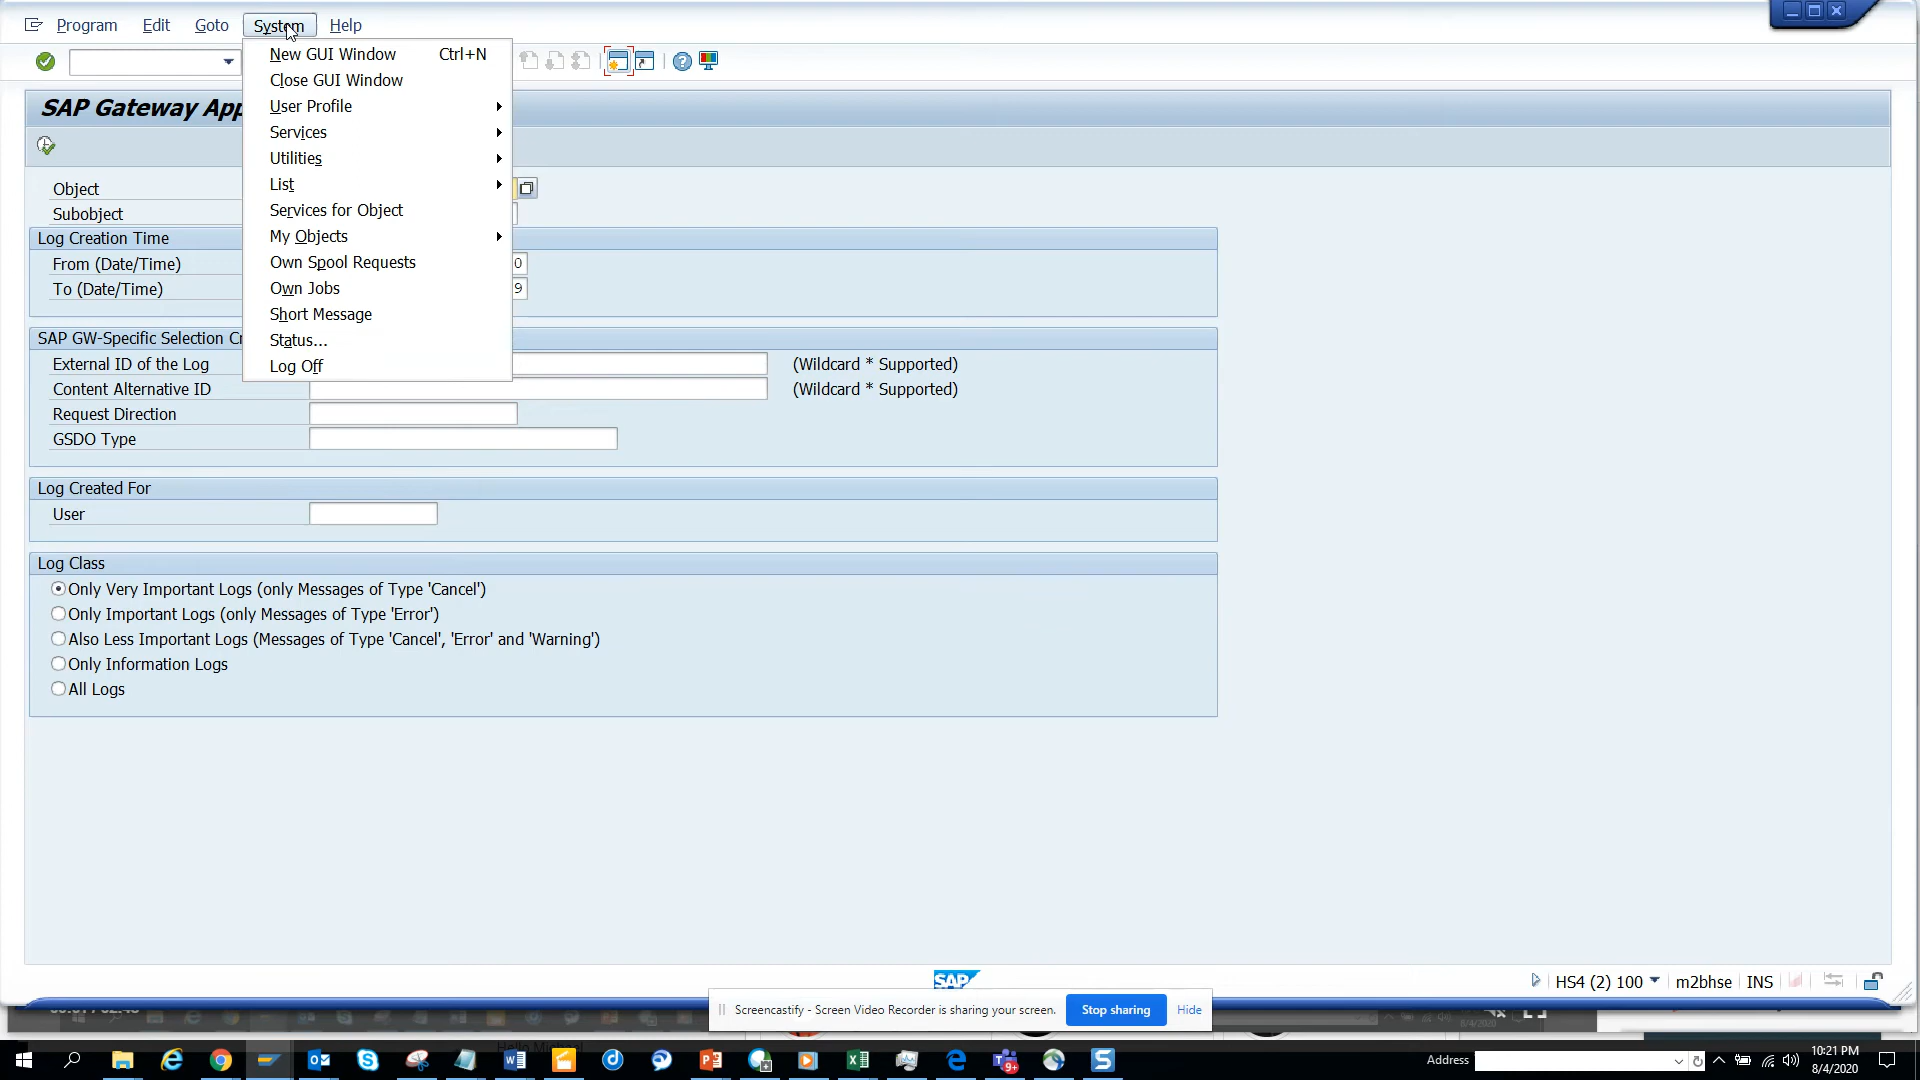 Program Edit Goto System Help
New GUI Window Ctrl+N
Close GUI Window
User Profile
Services
Utilities
List
Services for Object
My Objects
Own Spool Requests
Own Jobs
Short Message
Status...
Log Off
SAP Gateway App
Object
Subobject
Log Creation Time
From (Date/Time) 0
To (Date/Time) 9
SAP GW-Specific Selection Cr
External ID of the Log (Wildcard * Supported)
Content Alternative ID (Wildcard * Supported)
Request Direction
GSDO Type
Log Created For
User
Log Class
Only Very Important Logs (only Messages of Type 'Cancel')
Only Important Logs (only Messages of Type 'Error')
Also Less Important Logs (Messages of Type 'Cancel', 'Error' and 'Warning')
Only Information Logs
All Logs
SAP
HS4 (2) 100 m2bhse INS
Screencastify - Screen Video Recorder is sharing your screen. Stop sharing Hide
8/4/2020
Address
10:21 PM
8/4/2020